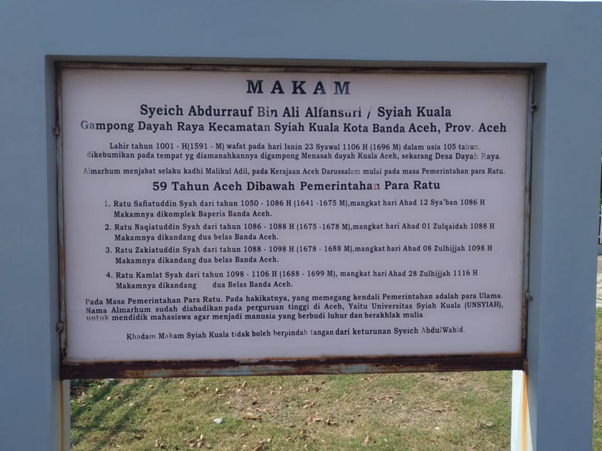 MAKAM
Syeich Abdurrauf Bin Ali Alfansuri / Syiah Kuala
Gampong Dayah Raya Kecamatan Syiah Kuala Kota Banda Aceh, Prov. Aceh
Lahir tahun 1001 - H(1591 - M) wafat pada hari Isnin 23 Syawal 1106 H (1696 M) dalam usia 105 tahun.
dikebumikan pada tempat yg diamanahkannya digampong Menasah dayah Kuala Aceh, sekarang Desa Dayah Raya.
Almarhum menjabat selaku kadhi Malikul Adil, pada Kerajaan Aceh Darussalam mulai pada masa Pemerintahan para Ratu.
59 Tahun Aceh Dibawah Pemerintahan Para Ratu
1. Ratu Safiatuddin Syah dari tahun 1050 - 1086 H (1641 -1675 M),mangkat hari Ahad 12 Sya'ban 1086 H
Makamnya dikomplek Baperis Banda Aceh.
2. Ratu Naqiatuddin Syah dari tahun 1086 - 1088 H (1675 -1678 M),mangkat hari Ahad 01 Zulqaidah 1088 H
Makamnya dikandang dua belas Banda Aceh.
3. Ratu Zakiatuddin Syah dari tahun 1088 - 1098 H (1678 - 1688 M),mangkat hari Ahad 08 Zulhijjah 1098 H
Makamnya dikandang dua belas Banda Aceh.
4. Ratu Kamlat Syah dari tahun 1098 - 1106 H (1688 - 1699 M), mangkat hari Ahad 28 Zulhijjah 1116 H
Makamnya dikandang dua Belas Banda Aceh.
Pada Masa Pemerintahan Para Ratu. Pada hakikatnya, yang memegang kendali Pemerintahan adalah para Ulama.
Nama Almarhum sudah diabadikan pada perguruan tinggi di Aceh, Yaitu Universitas Syiah Kuala (UNSYIAH),
untuk mendidik mahasiswa agar menjadi manusia yang berbudi luhur dan berakhlak mulia.
Khadam Makam Syiah Kuala tidak boleh berpindah tangan dari keturunan Syeich Abdul Wahid.